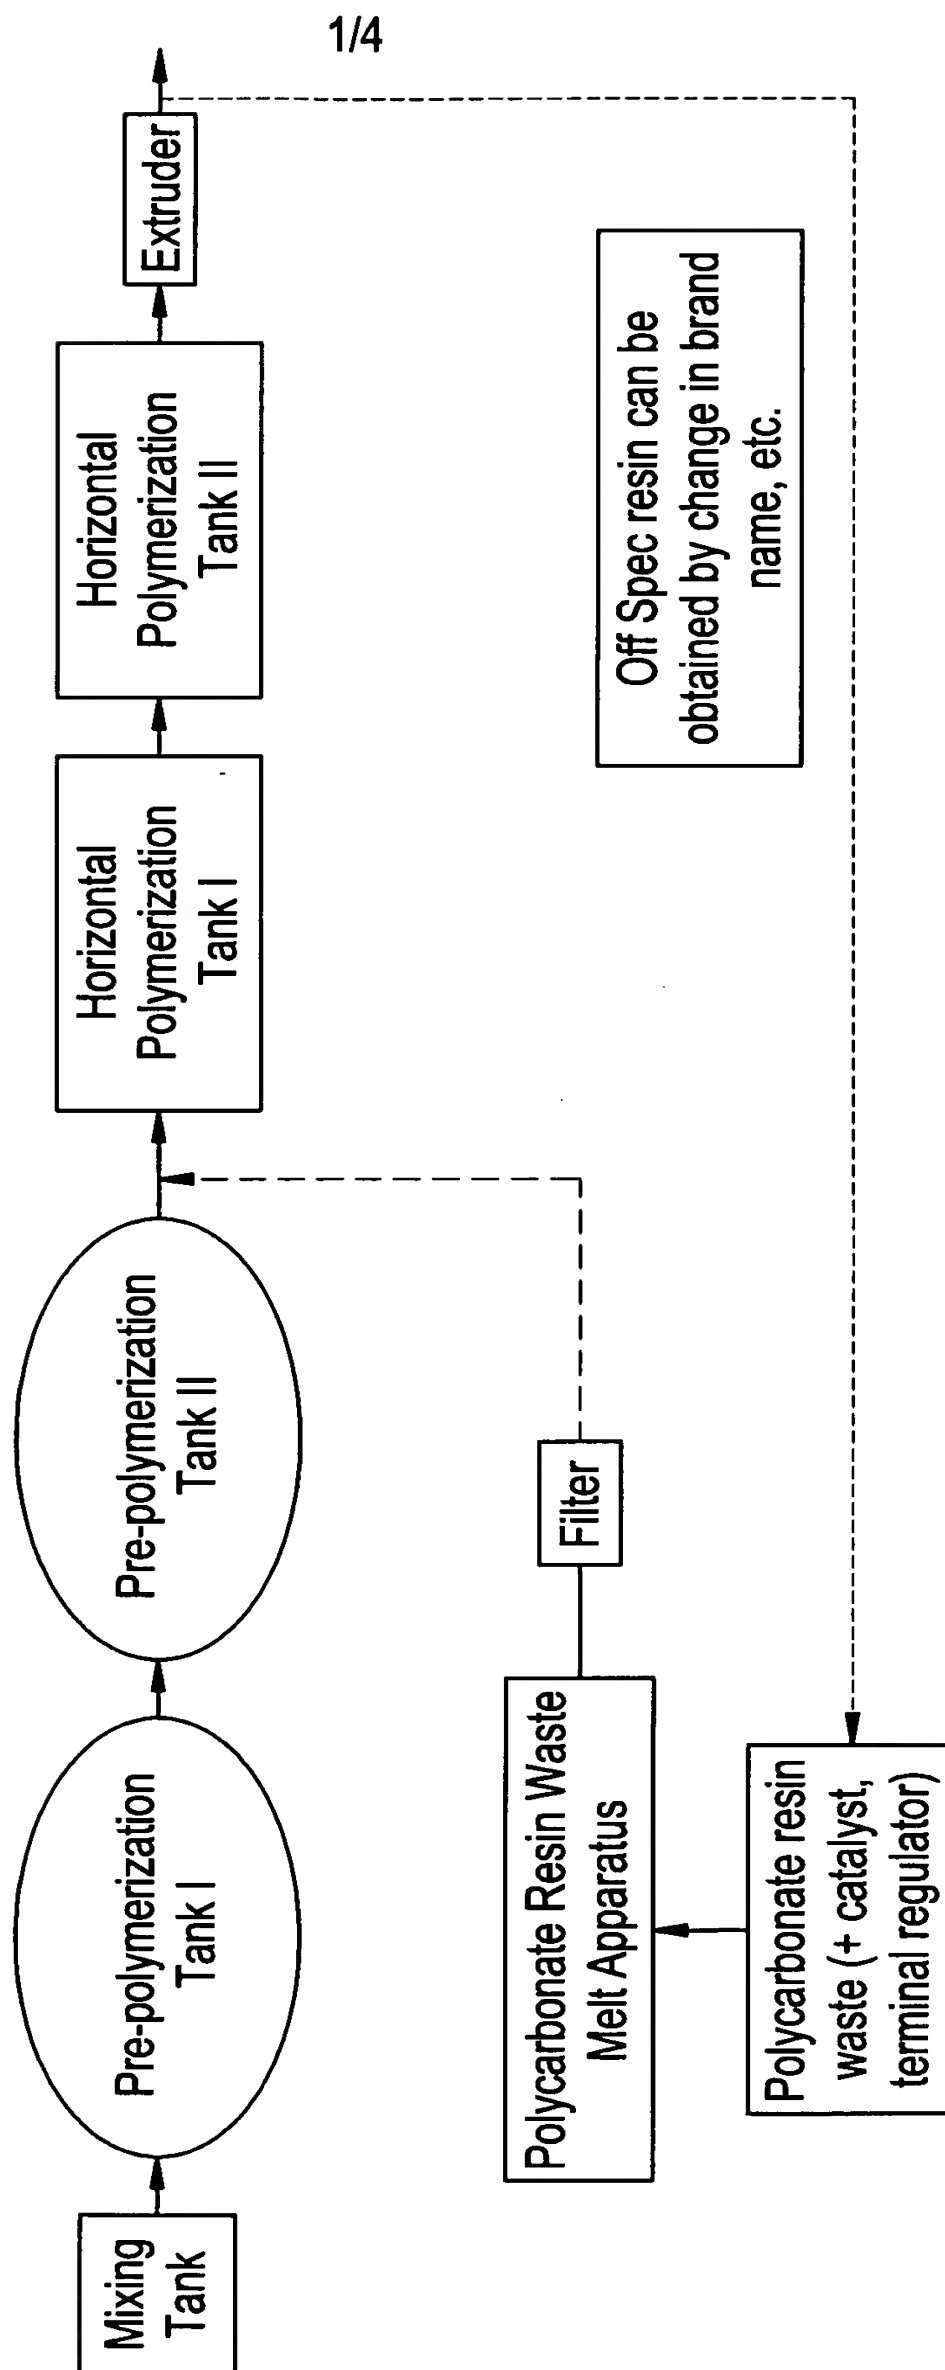 1/4
Mixing
Tank
Pre-polymerization
Tank I
Pre-polymerization
Tank II
Horizontal
Polymerization
Tank I
Horizontal
Polymerization
Tank II
Extruder
Polycarbonate Resin Waste
Melt Apparatus
Filter
Off Spec resin can be
obtained by change in brand
name, etc.
Polycarbonate resin
waste (+ catalyst,
terminal regulator)